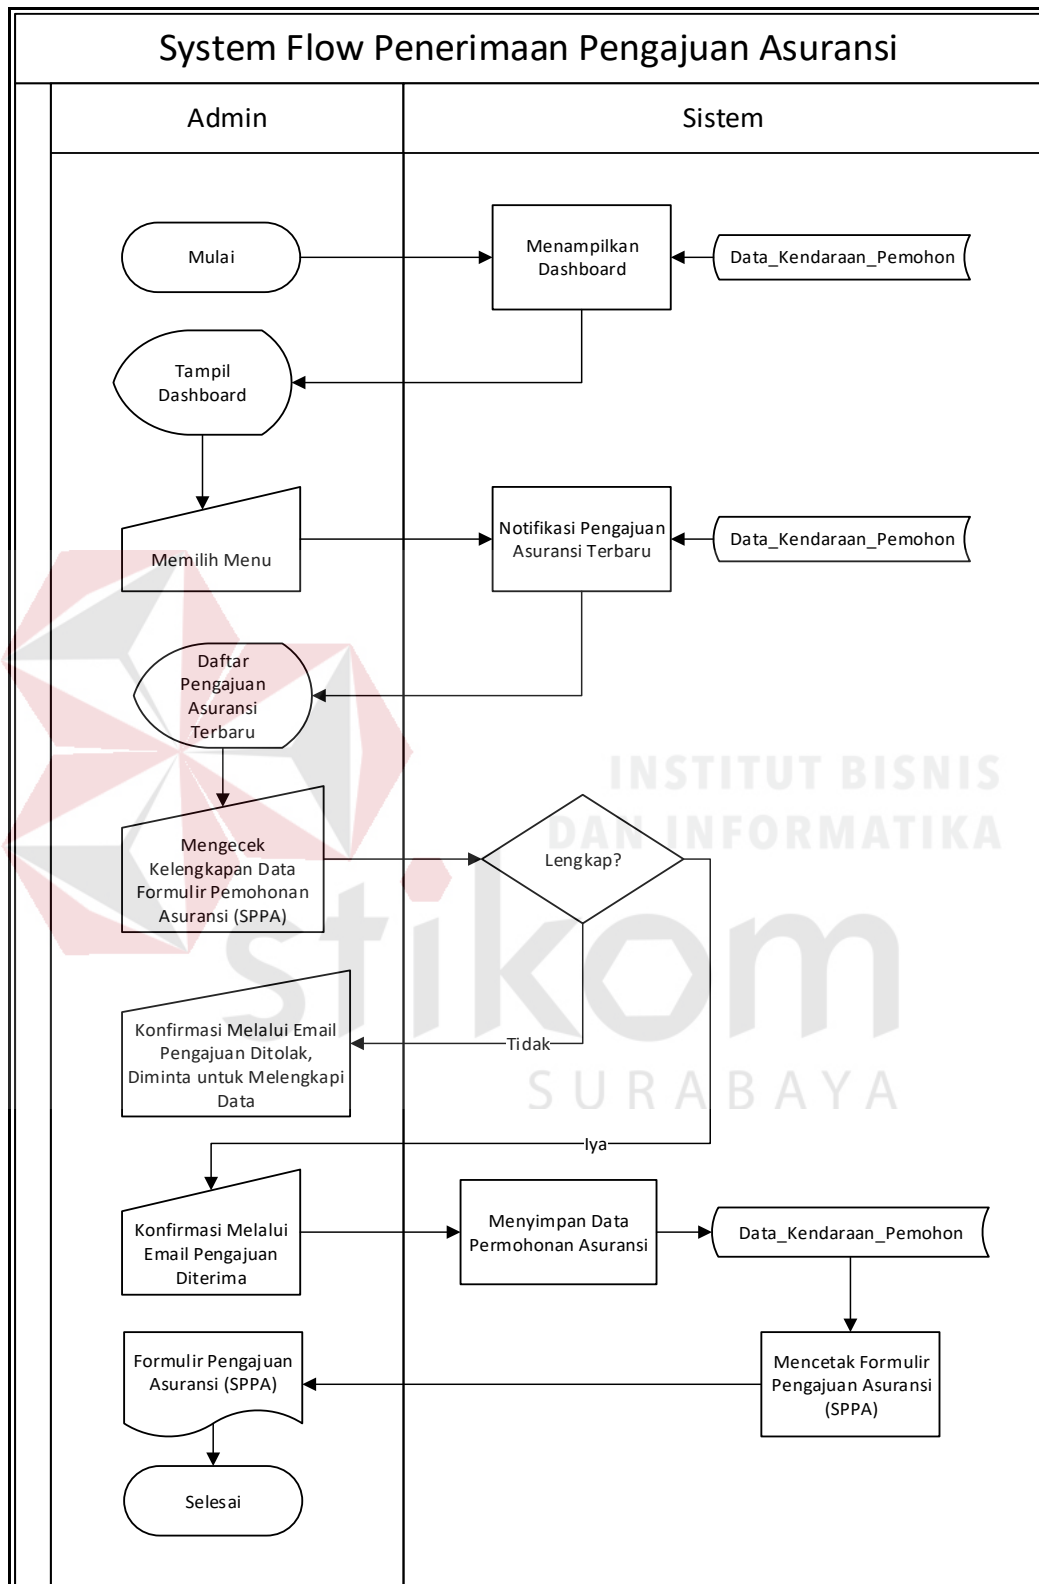 System Flow Penerimaan Pengajuan Asuransi
Admin
Sistem
Mulai
Menampilkan
Dashboard
Data_Kendaraan_Pemohon
Tampil
Dashboard
Memilih Menu
Notifikasi Pengajuan
Asuransi Terbaru
Data_Kendaraan_Pemohon
Daftar
Pengajuan
Asuransi
Terbaru
INSTITUT BISNIS
DAN INFORMATIKA
Mengecek
Kelengkapan Data
Formulir Pemohonan
Asuransi (SPPA)
Lengkap?
stikom
SURABAYA
Konfirmasi Melalui Email
Pengajuan Ditolak,
Diminta untuk Melengkapi
Data
Tidak
Iya
Konfirmasi Melalui
Email Pengajuan
Diterima
Menyimpan Data
Permohonan Asuransi
Data_Kendaraan_Pemohon
Formulir Pengajuan
Asuransi (SPPA)
Mencetak Formulir
Pengajuan Asuransi
(SPPA)
Selesai